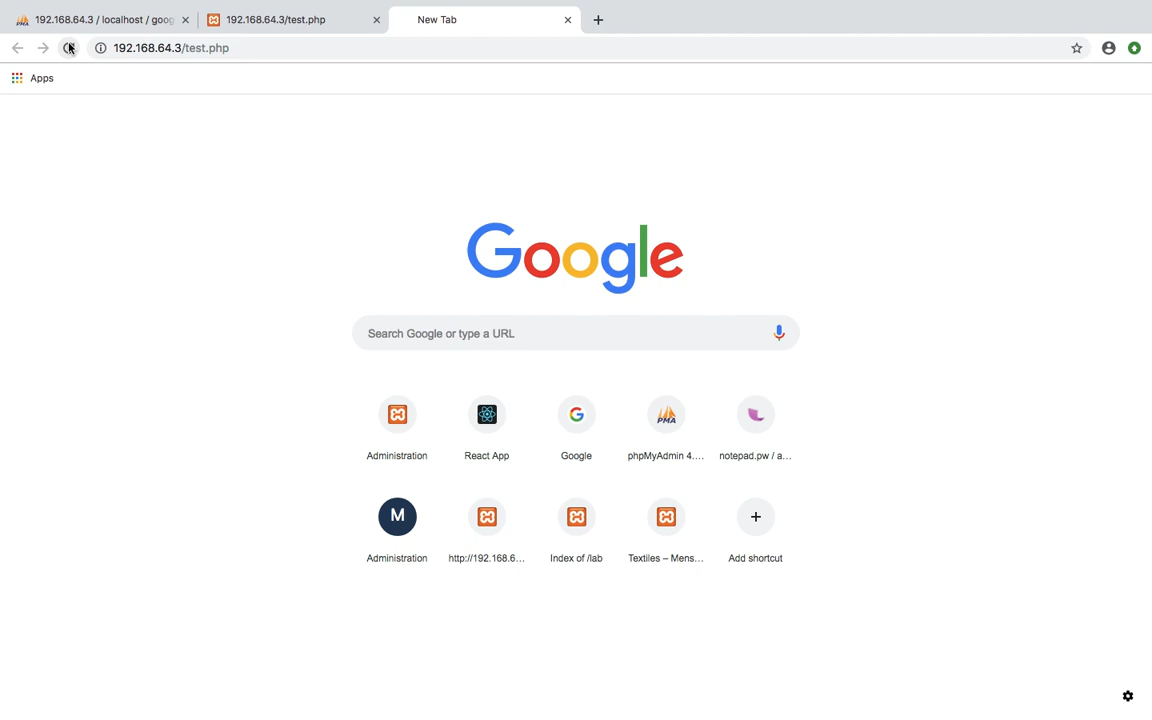 192.168.64.3 / localhost / goog
192.168.64.3/test.php
New Tab
192.168.64.3/test.php
Apps
Google
Search Google or type a URL
PMA
Administration
React App
Google
phpMyAdmin 4....
notepad.pw / a...
M
Administration
http://192.168.6...
Index of /lab
Textiles – Mens...
Add shortcut